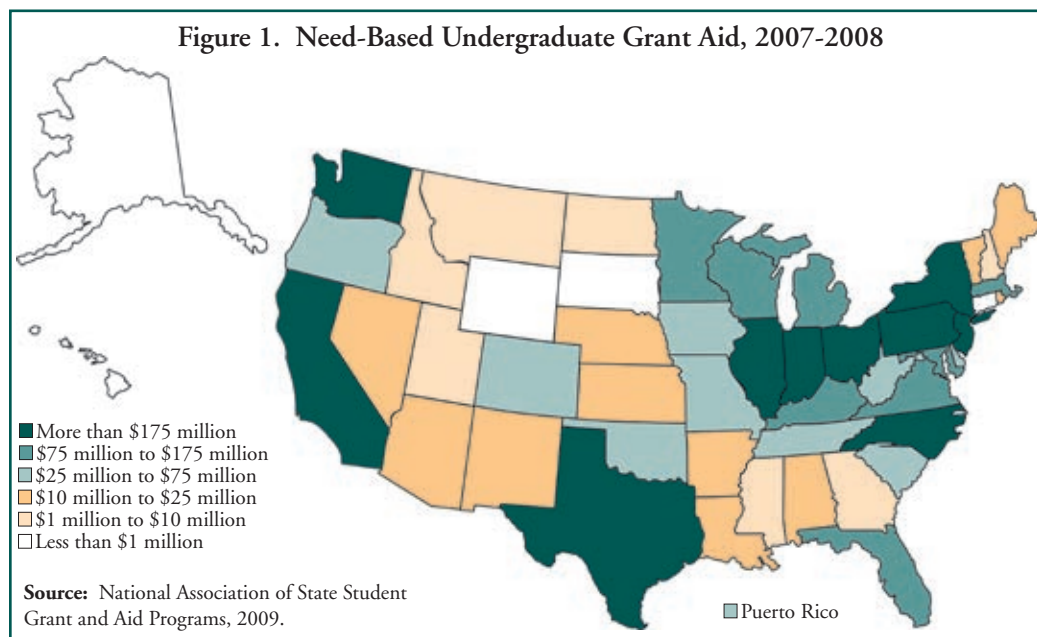 Figure 1. Need-Based Undergraduate Grant Aid, 2007-2008
More than $175 million
$75 million to $175 million
$25 million to $75 million
$10 million to $25 million
$1 million to $10 million
Less than $1 million
Source: National Association of State Student
Grant and Aid Programs, 2009.
Puerto Rico